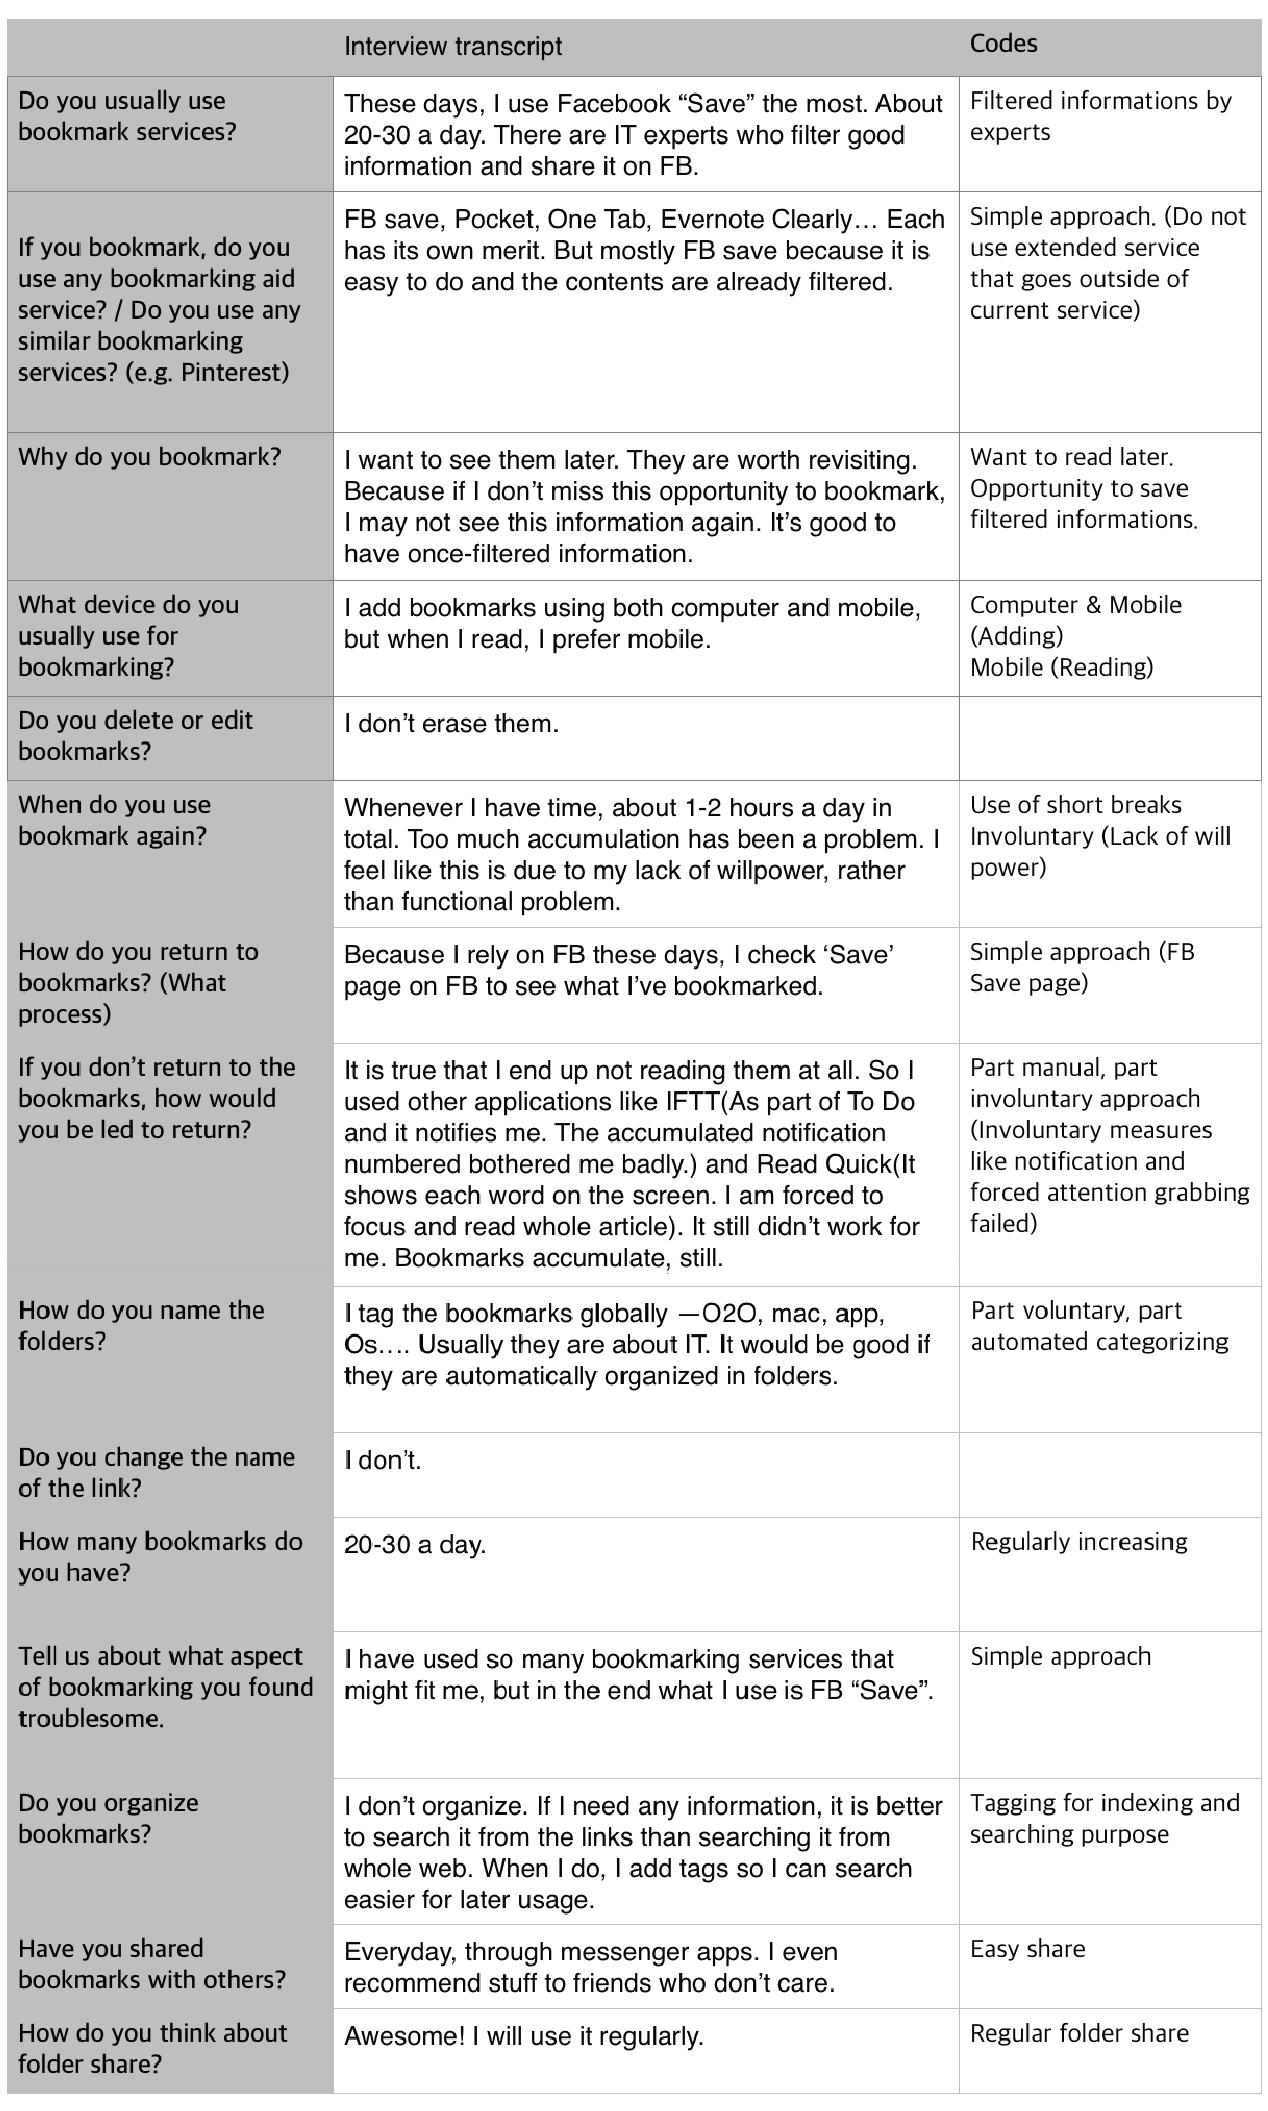 Interview transcript
Codes
Do you usually use
bookmark services?
These days, I use Facebook “Save” the most. About
20-30 a day. There are IT experts who filter good
information and share it on FB.
Filtered informations by
experts
If you bookmark, do you
use any bookmarking aid
service? / Do you use any
similar bookmarking
services? (e.g. Pinterest)
FB save, Pocket, One Tab, Evernote Clearly… Each
has its own merit. But mostly FB save because it is
easy to do and the contents are already filtered.
Simple approach. (Do not
use extended service
that goes outside of
current service)
Why do you bookmark?
I want to see them later. They are worth revisiting.
Because if I don’t miss this opportunity to bookmark,
I may not see this information again. It’s good to
have once-filtered information.
Want to read later.
Opportunity to save
filtered informations.
What device do you
usually use for
bookmarking?
I add bookmarks using both computer and mobile,
but when I read, I prefer mobile.
Computer & Mobile
(Adding)
Mobile (Reading)
Do you delete or edit
bookmarks?
I don’t erase them.
When do you use
bookmark again?
Whenever I have time, about 1-2 hours a day in
total. Too much accumulation has been a problem. I
feel like this is due to my lack of willpower, rather
than functional problem.
Use of short breaks
Involuntary (Lack of will
power)
How do you return to
bookmarks? (What
process)
Because I rely on FB these days, I check ‘Save’
page on FB to see what I’ve bookmarked.
Simple approach (FB
Save page)
If you don’t return to the
bookmarks, how would
you be led to return?
It is true that I end up not reading them at all. So I
used other applications like IFTT(As part of To Do
and it notifies me. The accumulated notification
numbered bothered me badly.) and Read Quick(It
shows each word on the screen. I am forced to
focus and read whole article). It still didn’t work for
me. Bookmarks accumulate, still.
Part manual, part
involuntary approach
(Involuntary measures
like notification and
forced attention grabbing
failed)
How do you name the
folders?
I tag the bookmarks globally —O2O, mac, app,
Os…. Usually they are about IT. It would be good if
they are automatically organized in folders.
Part voluntary, part
automated categorizing
Do you change the name
of the link?
I don’t.
How many bookmarks do
you have?
20-30 a day.
Regularly increasing
Tell us about what aspect
of bookmarking you found
troublesome.
I have used so many bookmarking services that
might fit me, but in the end what I use is FB “Save”.
Simple approach
Do you organize
bookmarks?
I don’t organize. If I need any information, it is better
to search it from the links than searching it from
whole web. When I do, I add tags so I can search
easier for later usage.
Tagging for indexing and
searching purpose
Have you shared
bookmarks with others?
Everyday, through messenger apps. I even
recommend stuff to friends who don’t care.
Easy share
How do you think about
folder share?
Awesome! I will use it regularly.
Regular folder share